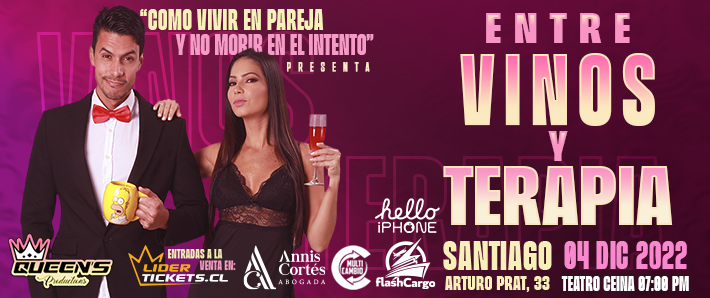 “COMO VIVIR EN PAREJA
Y NO MORIR EN EL INTENTO”
PRESENTA
ENTRE
VINOS
Y
TERAPIA
hello
iPHONE
QUEEN'S
Productions
ENTRADAS A LA
VENTA EN:
LIDER
TICKETS.CL
AC
Annis
Cortés
ABOGADA
MULTI
CAMBIO
flashCargo
SANTIAGO 04 DIC 2022
ARTURO PRAT, 33 TEATRO CEINA 07:00 PM